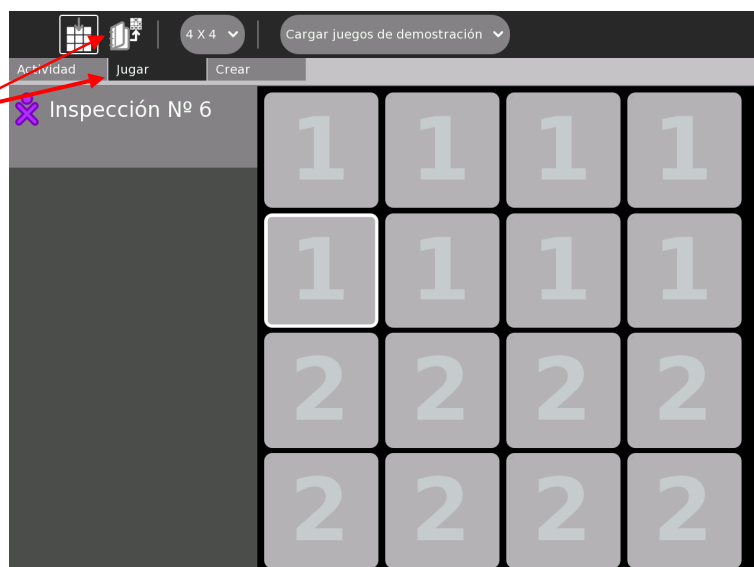 4 X 4 Cargar juegos de demostración
Actividad Jugar Crear
Inspección Nº 6
1 1 1 1
1 1 1 1
2 2 2 2
2 2 2 2